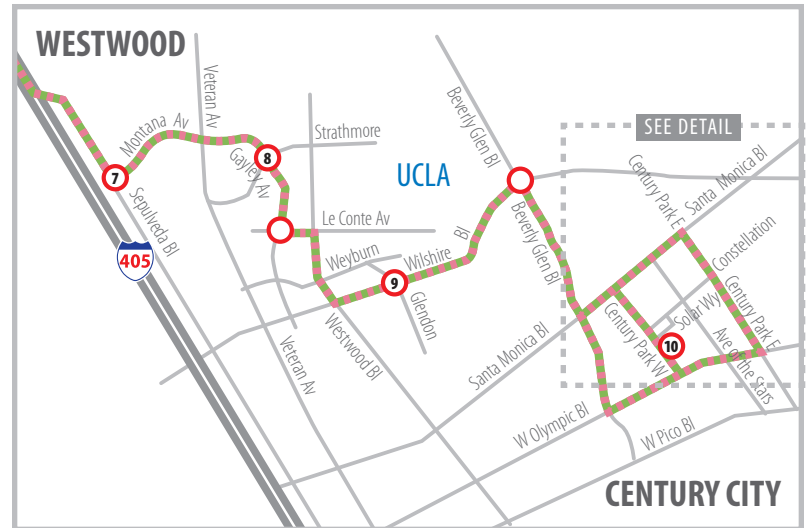 WESTWOOD
Veteran Av
Montana Av
Strathmore
Beverly Glen Bl
SEE DETAIL
8
7
Gayley Av
UCLA
Century Park E
Santa Monica Bl
Sepulveda Bl
Le Conte Av
Beverly Glen Bl
Constellation
405
Weyburn
Wilshire Bl
9
Glendon
Solar Wy
Century Park E
10
Century Park W
Ave of the Stars
Westwood Bl
Veteran Av
Santa Monica Bl
W Olympic Bl
W Pico Bl
CENTURY CITY